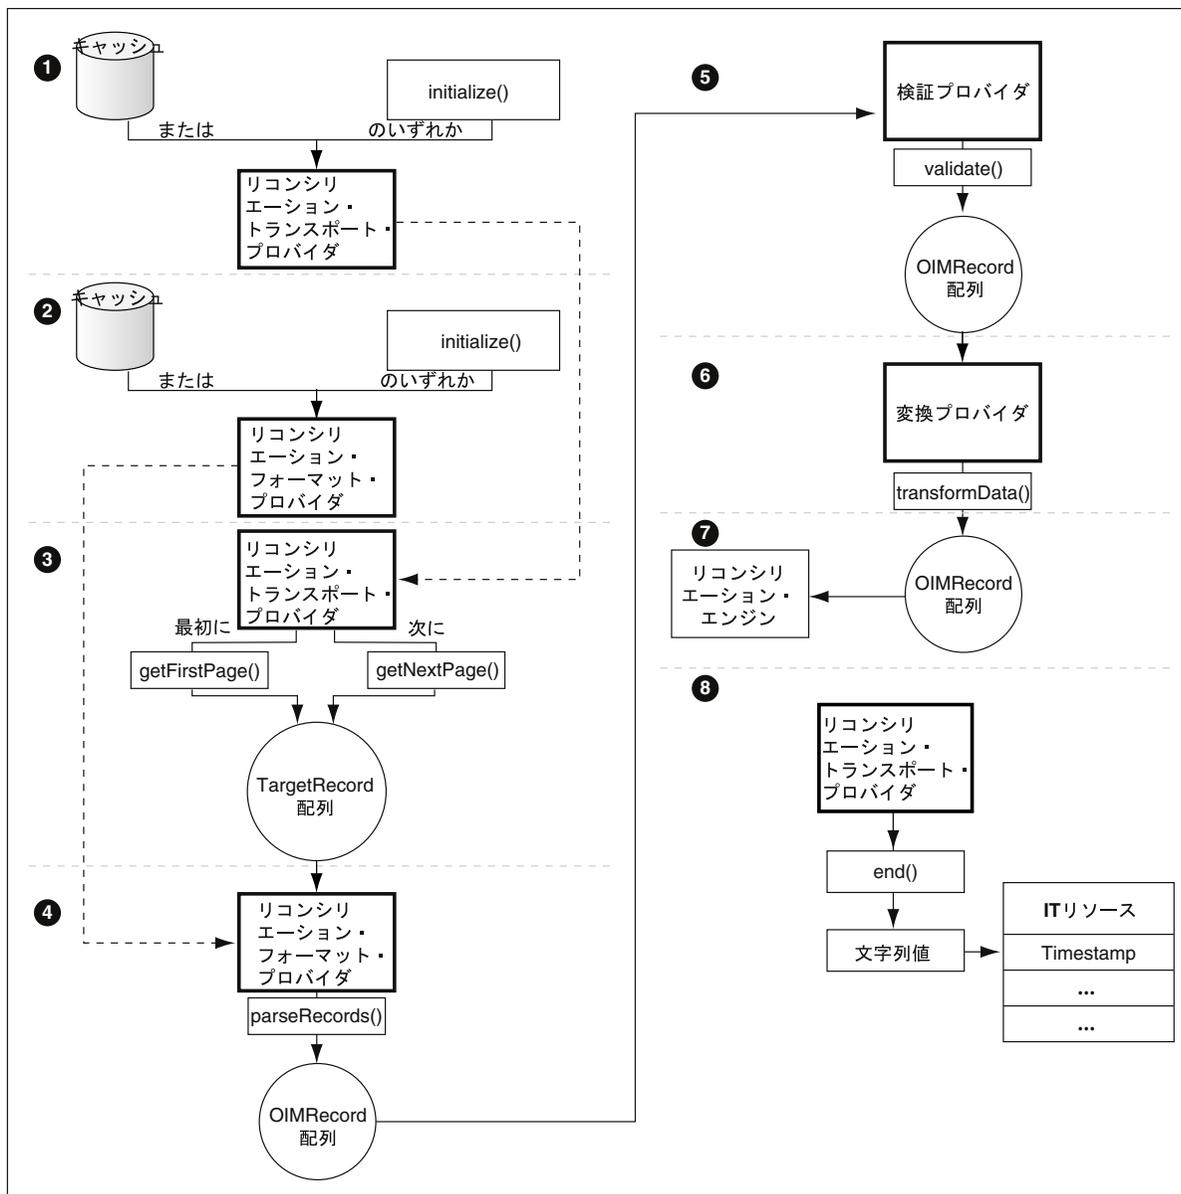 1
キャッシュ
initialize()
または
のいずれか
リコンシリ
エーション・
トランスポート・
プロバイダ
2
キャッシュ
initialize()
または
のいずれか
リコンシリ
エーション・
フォーマット・
プロバイダ
3
リコンシリ
エーション・
トランスポート・
プロバイダ
最初に
次に
getFirstPage()
getNextPage()
TargetRecord
配列
4
リコンシリ
エーション・
フォーマット・
プロバイダ
parseRecords()
OIMRecord
配列
5
検証プロバイダ
validate()
OIMRecord
配列
6
変換プロバイダ
transformData()
7
リコンシリ
エーション・
エンジン
OIMRecord
配列
8
リコンシリ
エーション・
トランスポート・
プロバイダ
end()
文字列値
ITリソース
Timestamp
...
...